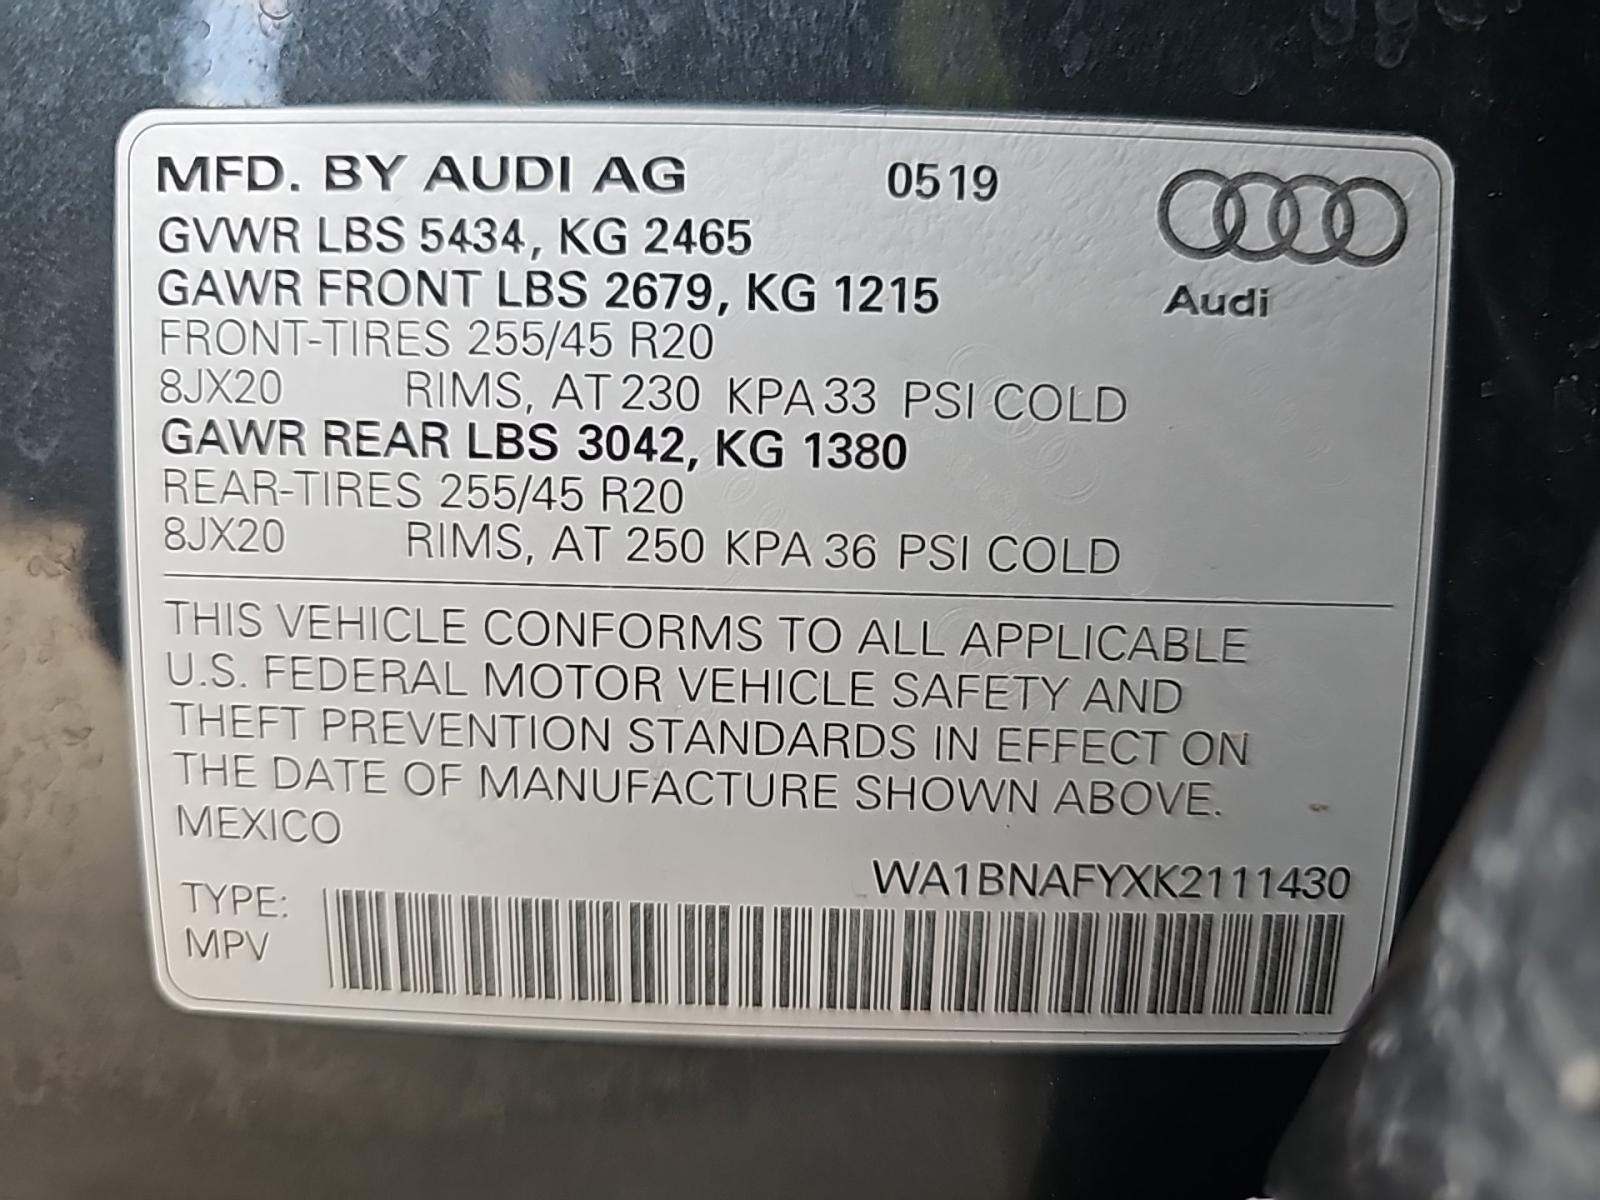 MFD. BY AUDI AG 0519
GVWR LBS 5434, KG 2465
GAWR FRONT LBS 2679, KG 1215
Audi
FRONT-TIRES 255/45 R20
8JX20 RIMS, AT 230 KPA 33 PSI COLD
GAWR REAR LBS 3042, KG 1380
REAR-TIRES 255/45 R20
8JX20 RIMS, AT 250 KPA 36 PSI COLD
THIS VEHICLE CONFORMS TO ALL APPLICABLE
U.S. FEDERAL MOTOR VEHICLE SAFETY AND
THEFT PREVENTION STANDARDS IN EFFECT ON
THE DATE OF MANUFACTURE SHOWN ABOVE.
MEXICO
WA1BNAFYXK2111430
TYPE:
MPV